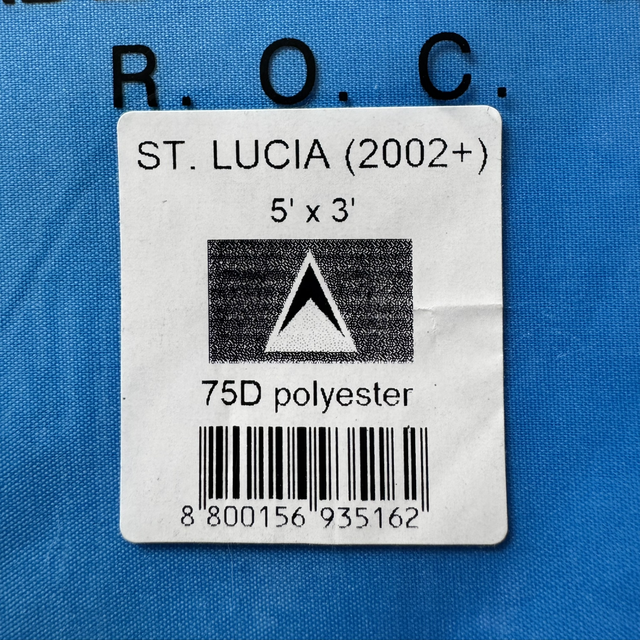 R. O. C.
ST. LUCIA (2002+)
5' x 3'
75D polyester
8 800156 935162